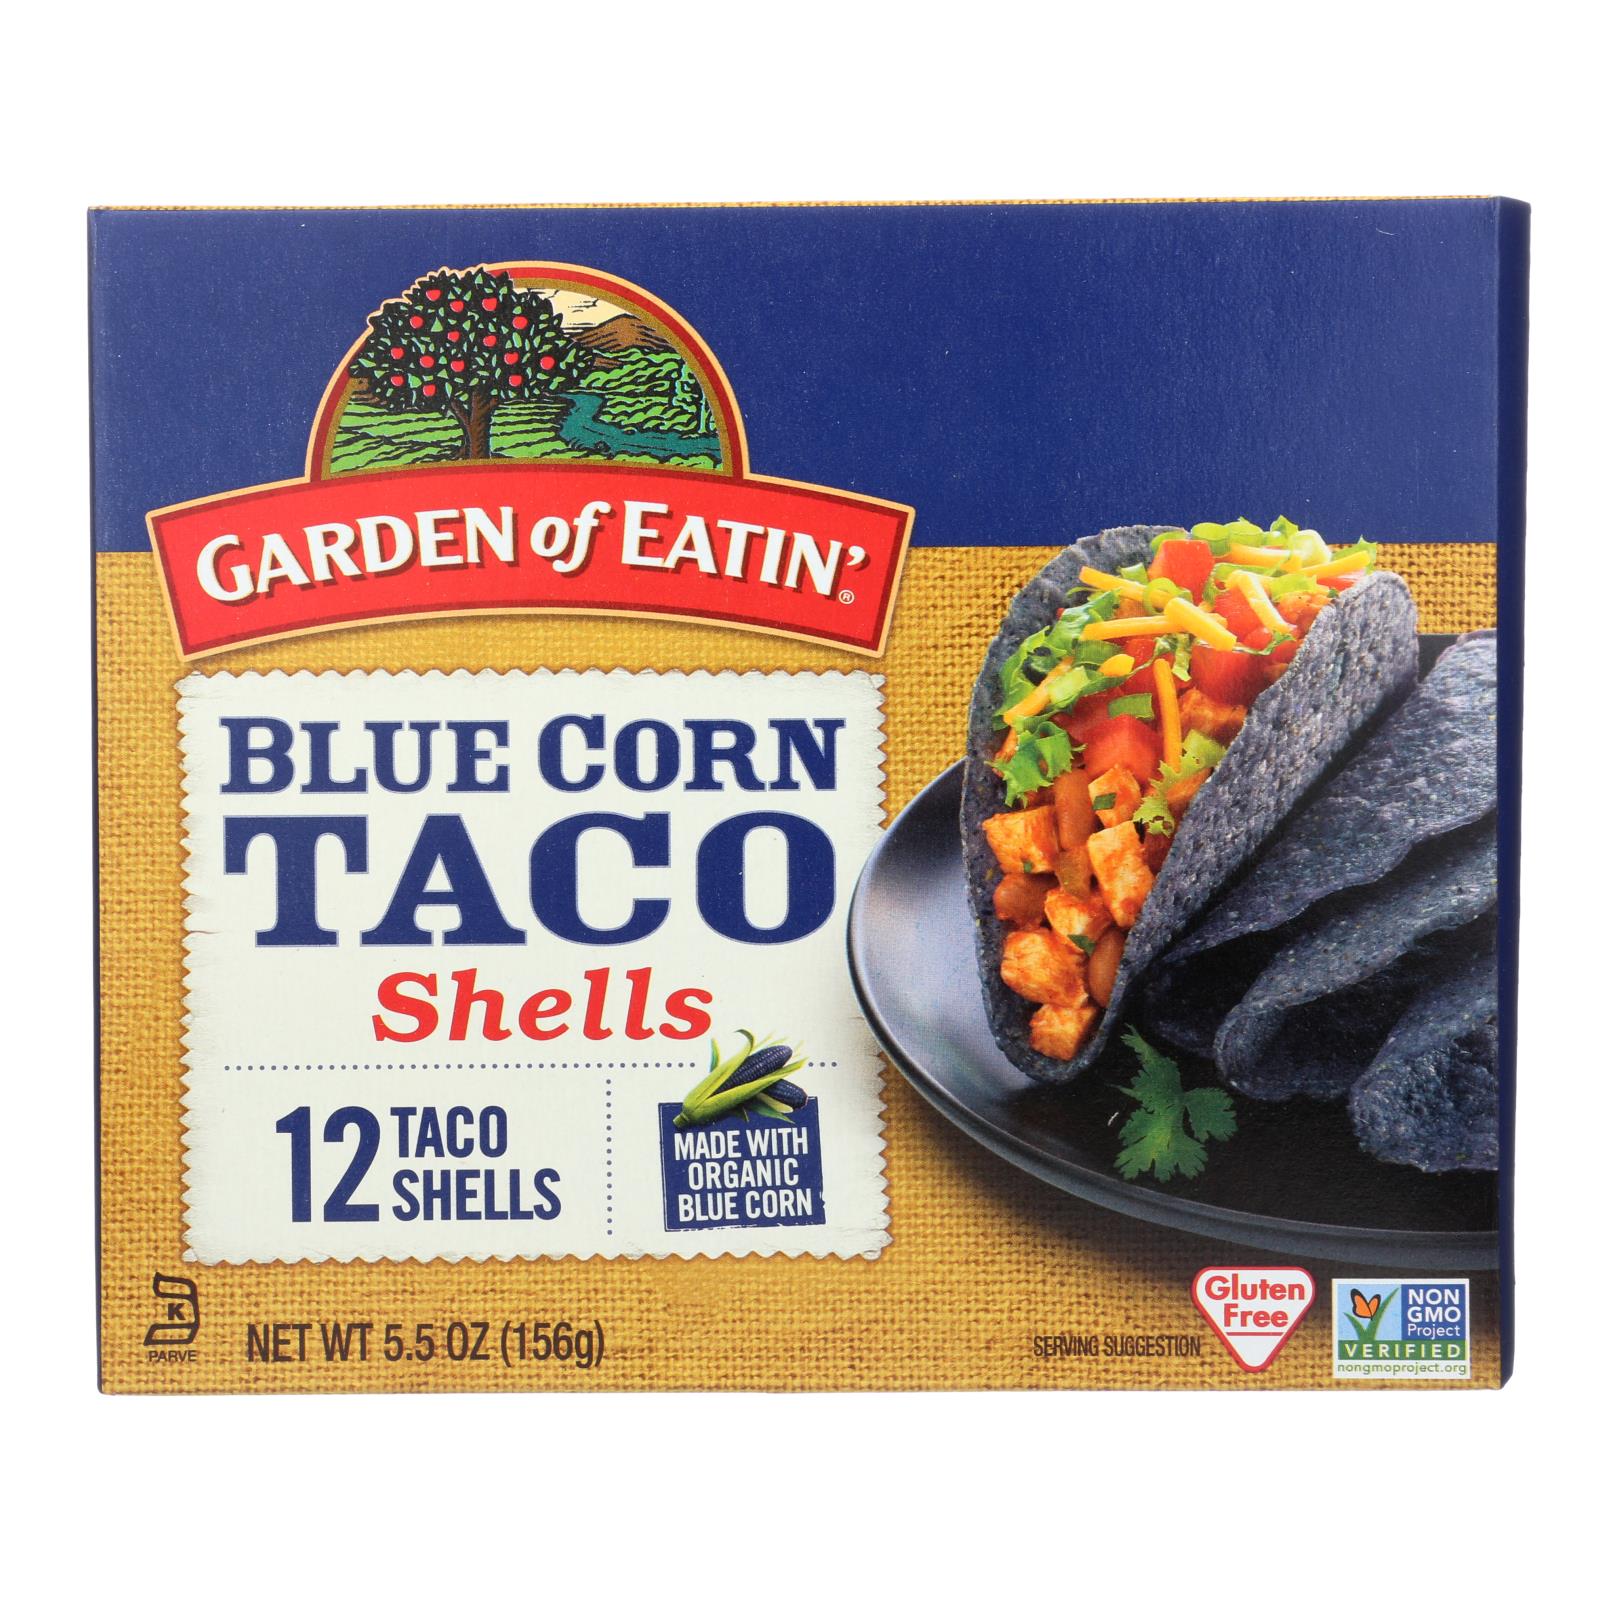 GARDEN of EATIN'®
BLUE CORN
TACO
Shells
12 TACO
SHELLS
MADE WITH
ORGANIC
BLUE CORN
K
PARVE
NET WT 5.5 OZ (156g)
SERVING SUGGESTION
Gluten
Free
NON
GMO
Project
VERIFIED
nongmoproject.org